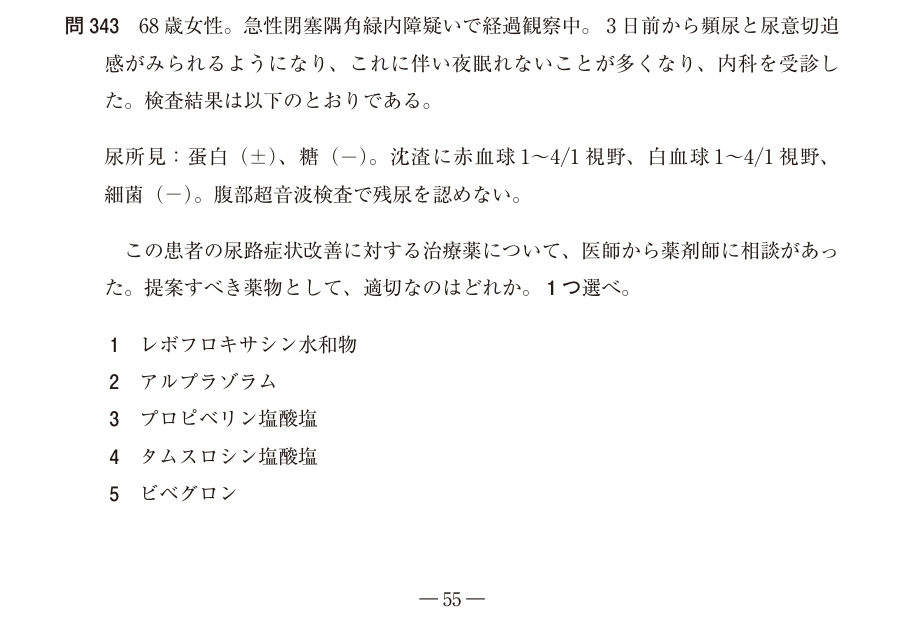 問 343 68 歳女性。急性閉塞隅角緑内障疑いで経過観察中。3 日前から頻尿と尿意切迫
感がみられるようになり、これに伴い夜眠れないことが多くなり、内科を受診し
た。検査結果は以下のとおりである。
尿所見：蛋白（±）、糖（－）。沈渣に赤血球 1〜4/1 視野、白血球 1〜4/1 視野、
細菌（－）。腹部超音波検査で残尿を認めない。
この患者の尿路症状改善に対する治療薬について、医師から薬剤師に相談があっ
た。提案すべき薬物として、適切なのはどれか。1 つ選べ。
1 レボフロキサシン水和物
2 アルプラゾラム
3 プロピベリン塩酸塩
4 タムスロシン塩酸塩
5 ビベグロン
― 55 ―